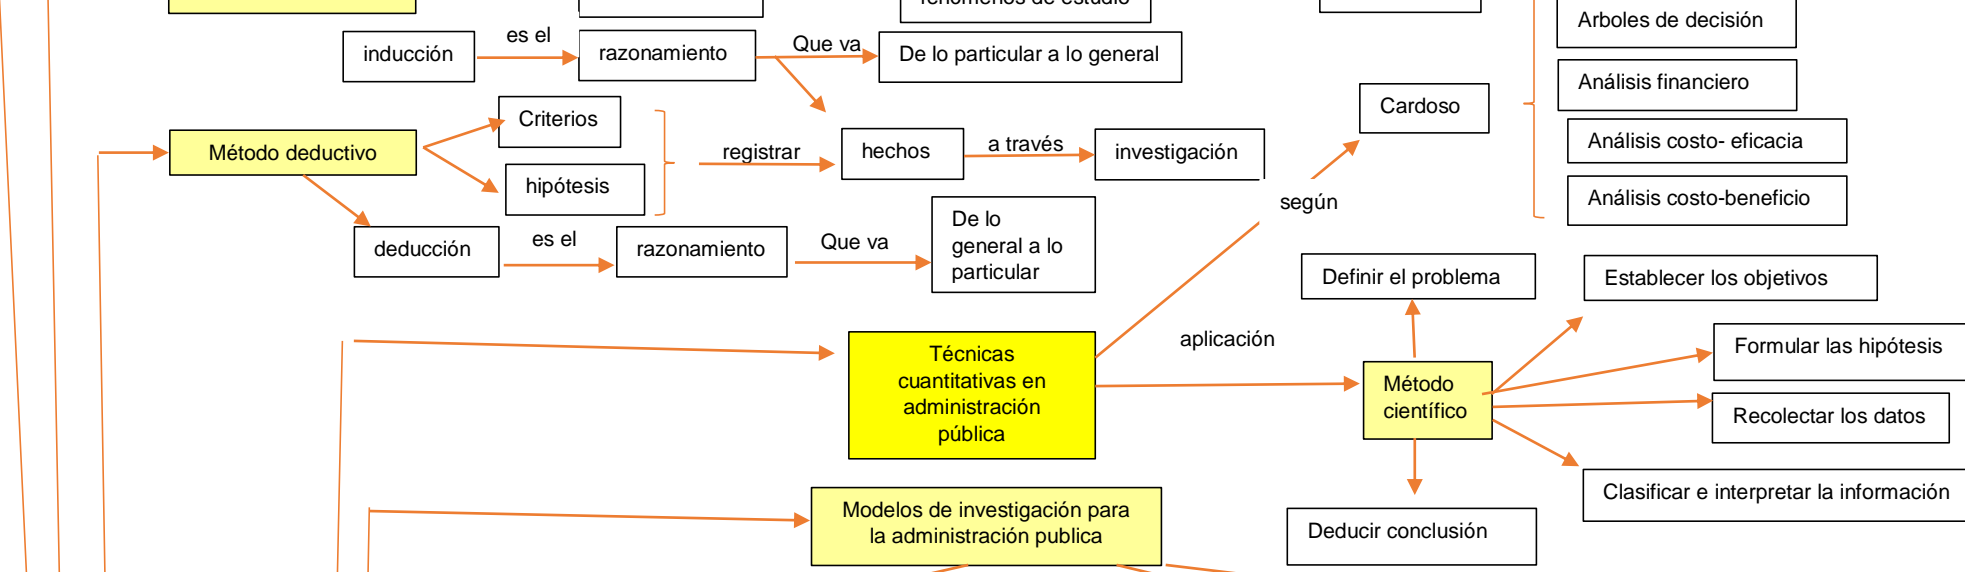 fenómenos de estudio
Arboles de decisión
es el
Que va
inducción
razonamiento
De lo particular a lo general
Análisis financiero
Cardoso
Criterios
Análisis costo- eficacia
Método deductivo
registrar
hechos
a través
investigación
hipótesis
Análisis costo-beneficio
según
De lo
general a lo
particular
deducción
es el
razonamiento
Que va
Definir el problema
Establecer los objetivos
aplicación
Formular las hipótesis
Técnicas
cuantitativas en
administración
pública
Método
científico
Recolectar los datos
Clasificar e interpretar la información
Modelos de investigación para
la administración publica
Deducir conclusión